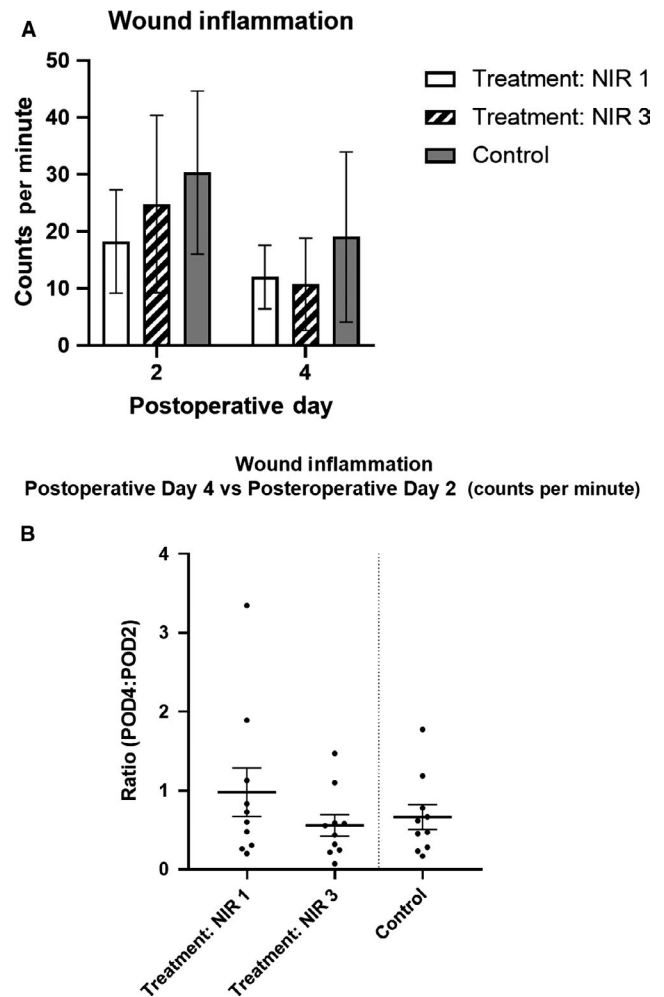 A
Wound inflammation
Counts per minute
50
40
30
20
10
0
2
4
Postoperative day
Treatment: NIR 1
Treatment: NIR 3
Control
Wound inflammation
Postoperative Day 4 vs Posteroperative Day 2 (counts per minute)
B
Ratio (POD4:POD2)
4
3
2
1
0
Treatment: NIR 1
Treatment: NIR 3
Control